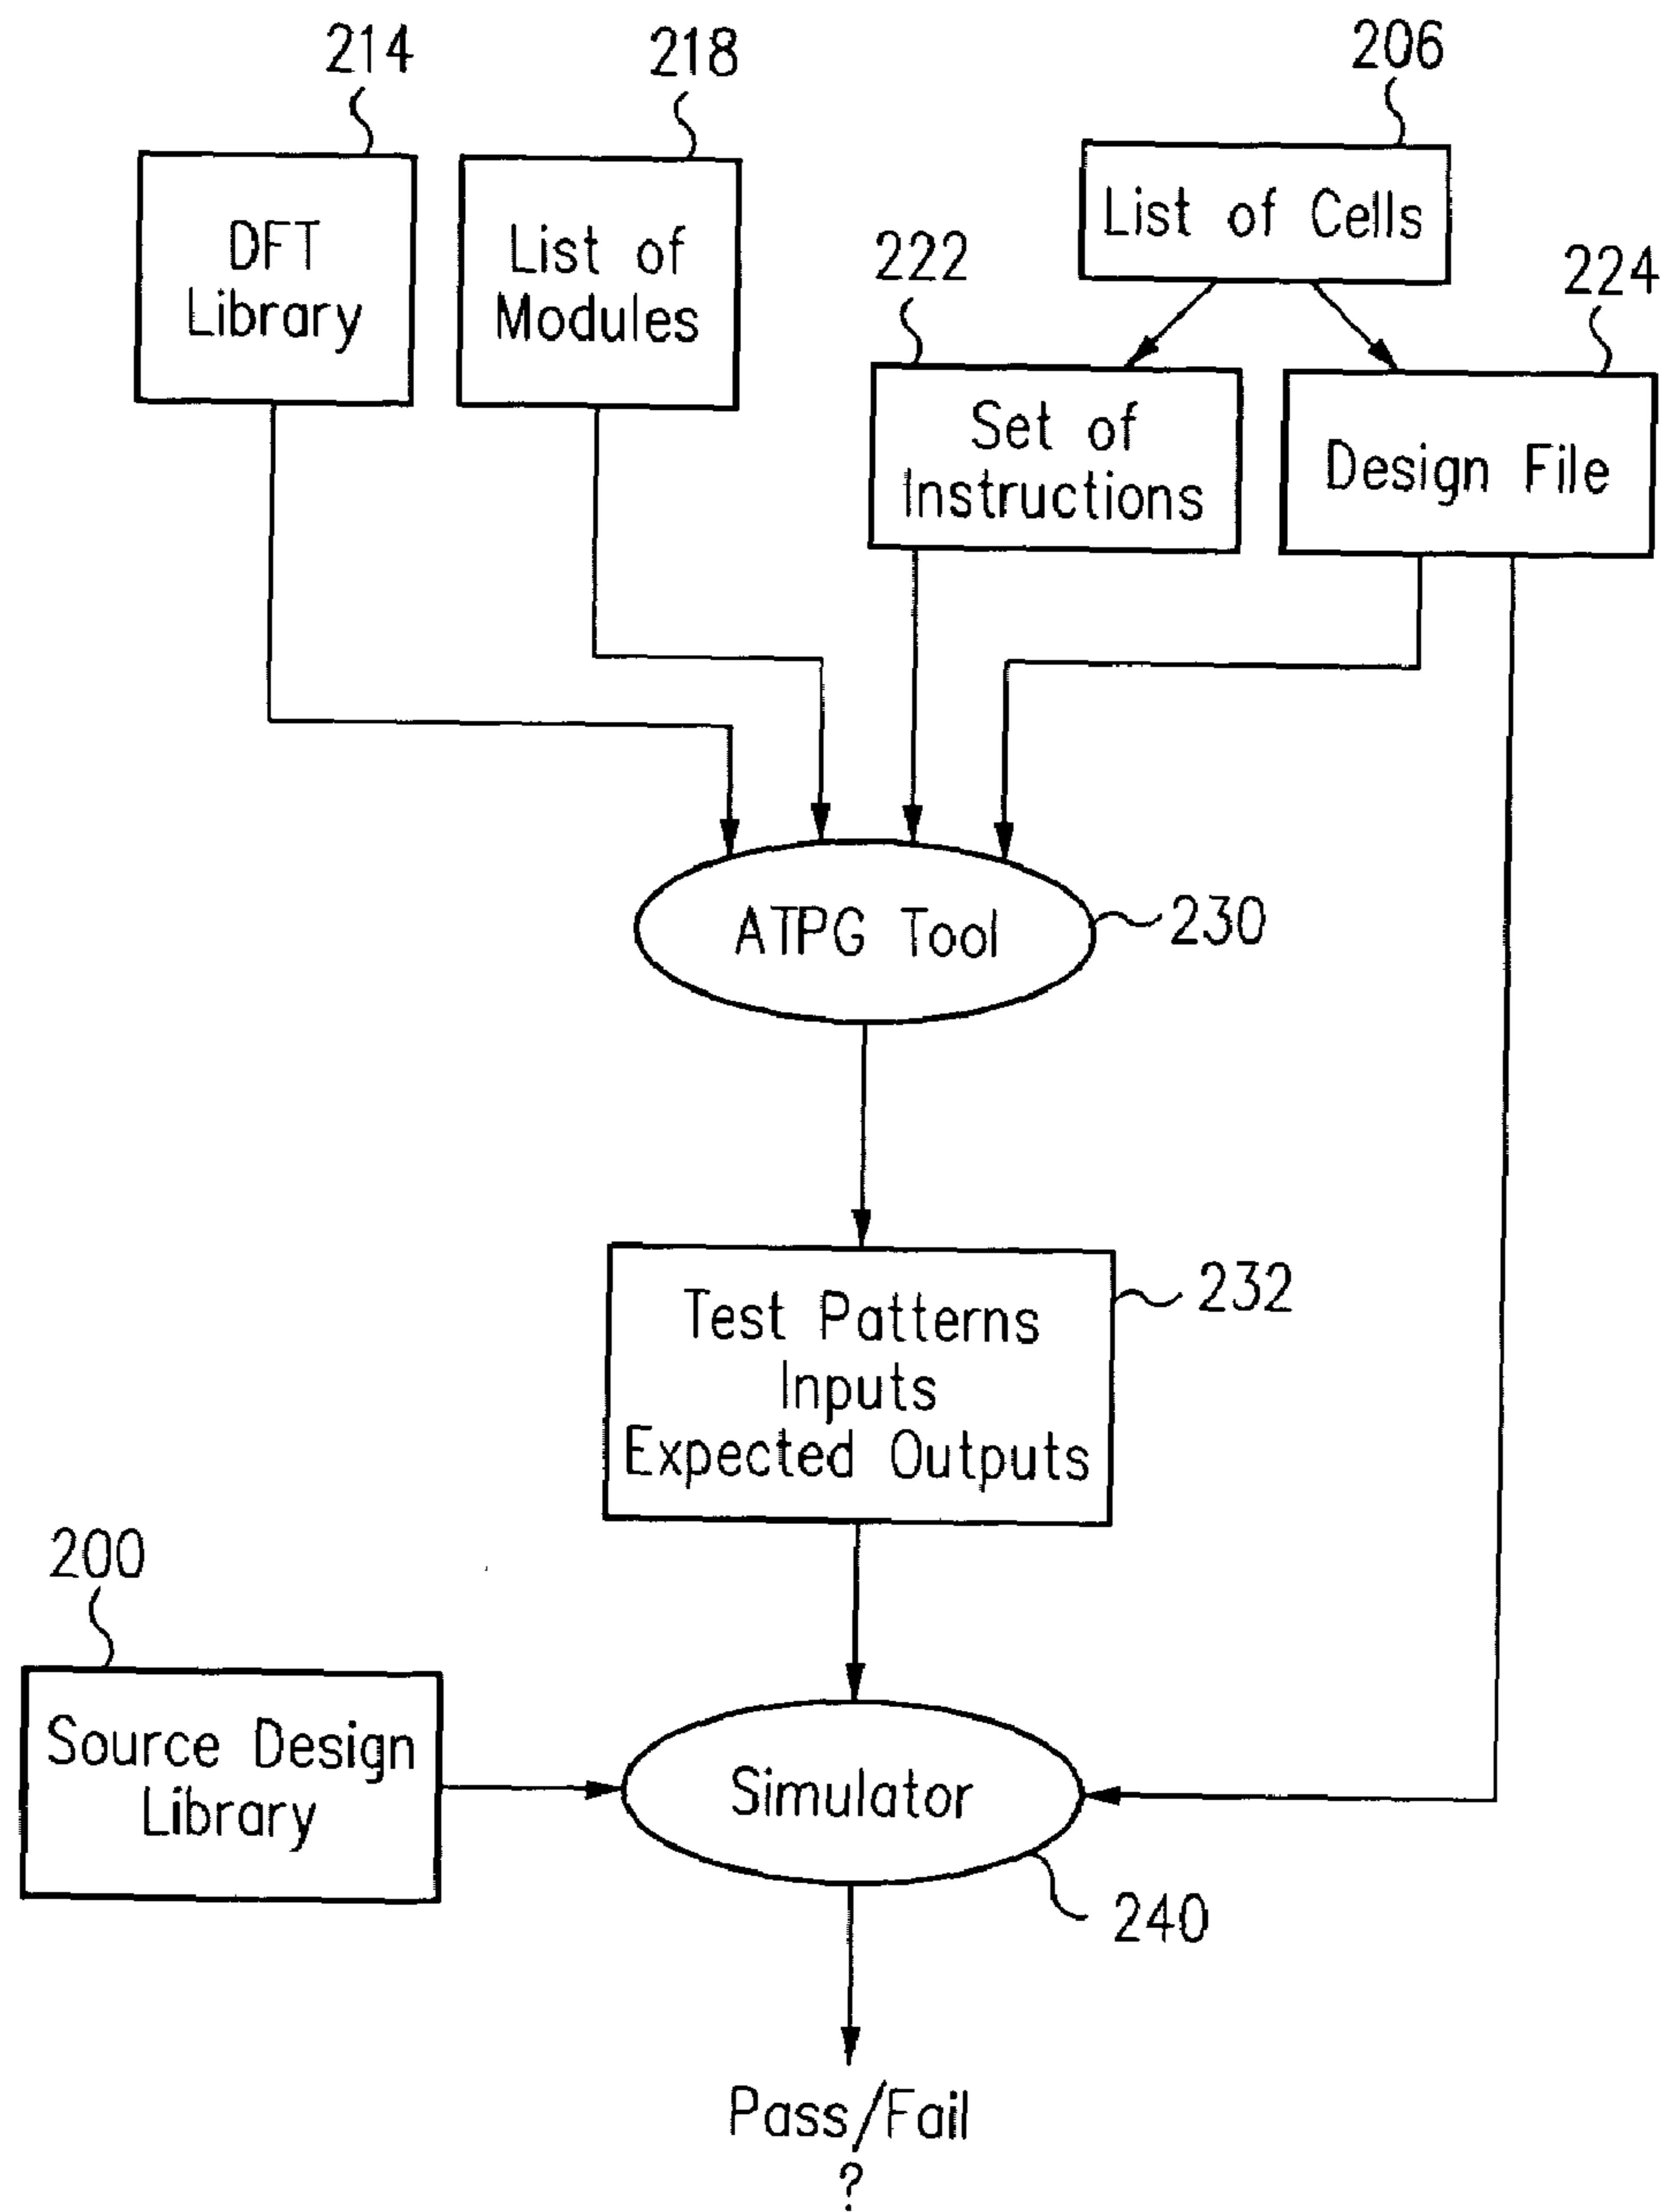 214
218
206
DFT
Library
List of
Modules
List of Cells
222
224
Set of
Instructions
Design File
ATPG Tool
230
Test Patterns
Inputs
Expected Outputs
232
200
Source Design
Library
Simulator
240
Pass/Fail
?